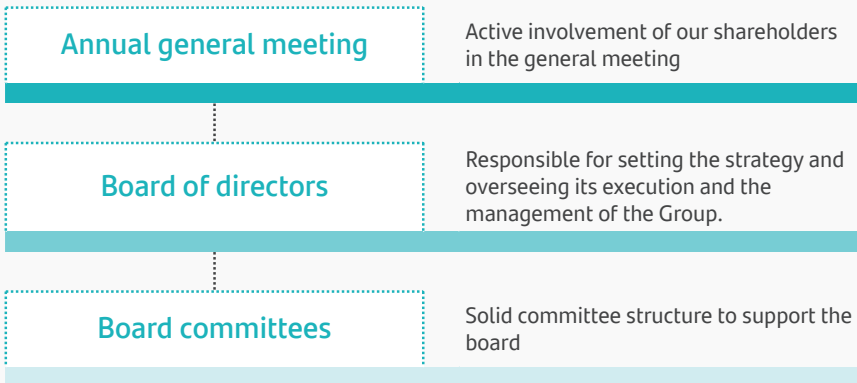 Annual general meeting
Active involvement of our shareholders
in the general meeting
Board of directors
Responsible for setting the strategy and
overseeing its execution and the
management of the Group.
Board committees
Solid committee structure to support the
board